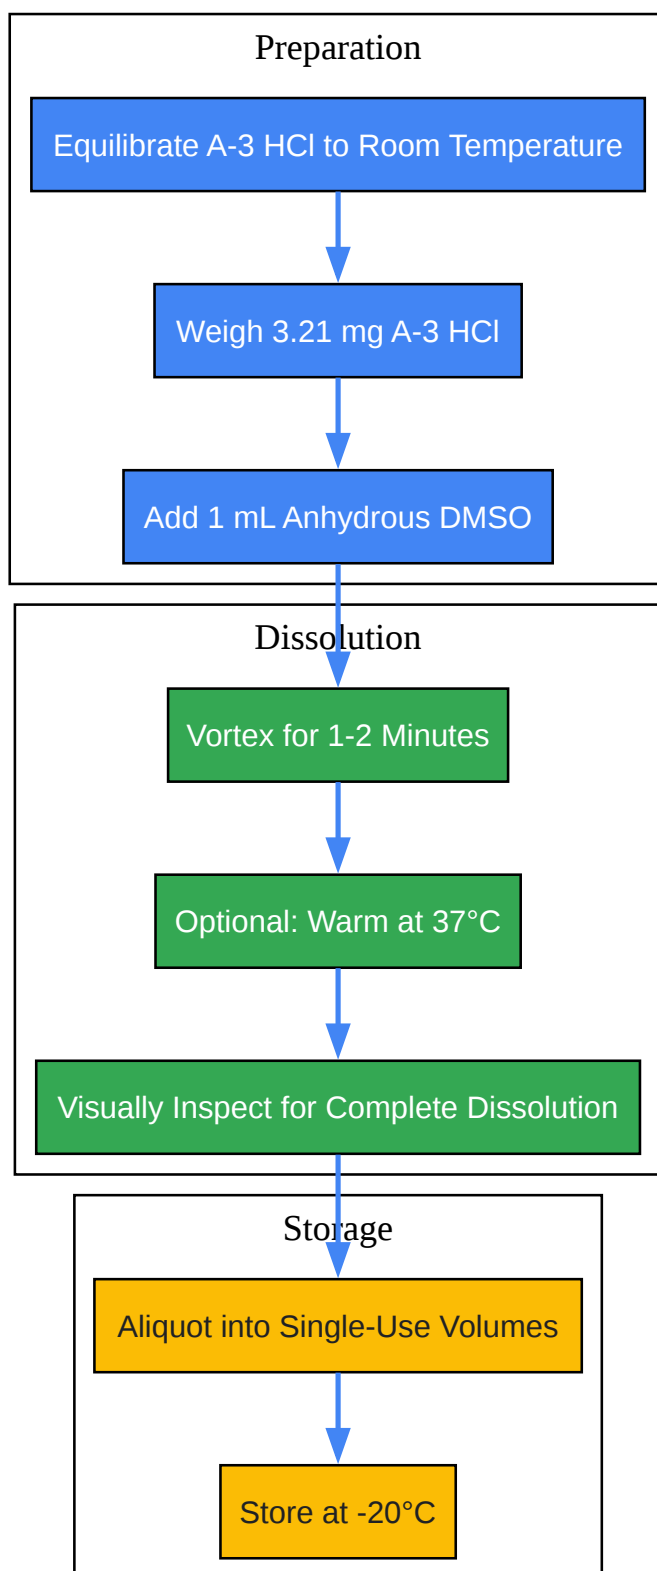 Preparation
Equilibrate A-3 HCl to Room Temperature
Weigh 3.21 mg A-3 HCl
Add 1 mL Anhydrous DMSO
Dissolution
Vortex for 1-2 Minutes
Optional: Warm at 37°C
Visually Inspect for Complete Dissolution
Storage
Aliquot into Single-Use Volumes
Store at -20°C